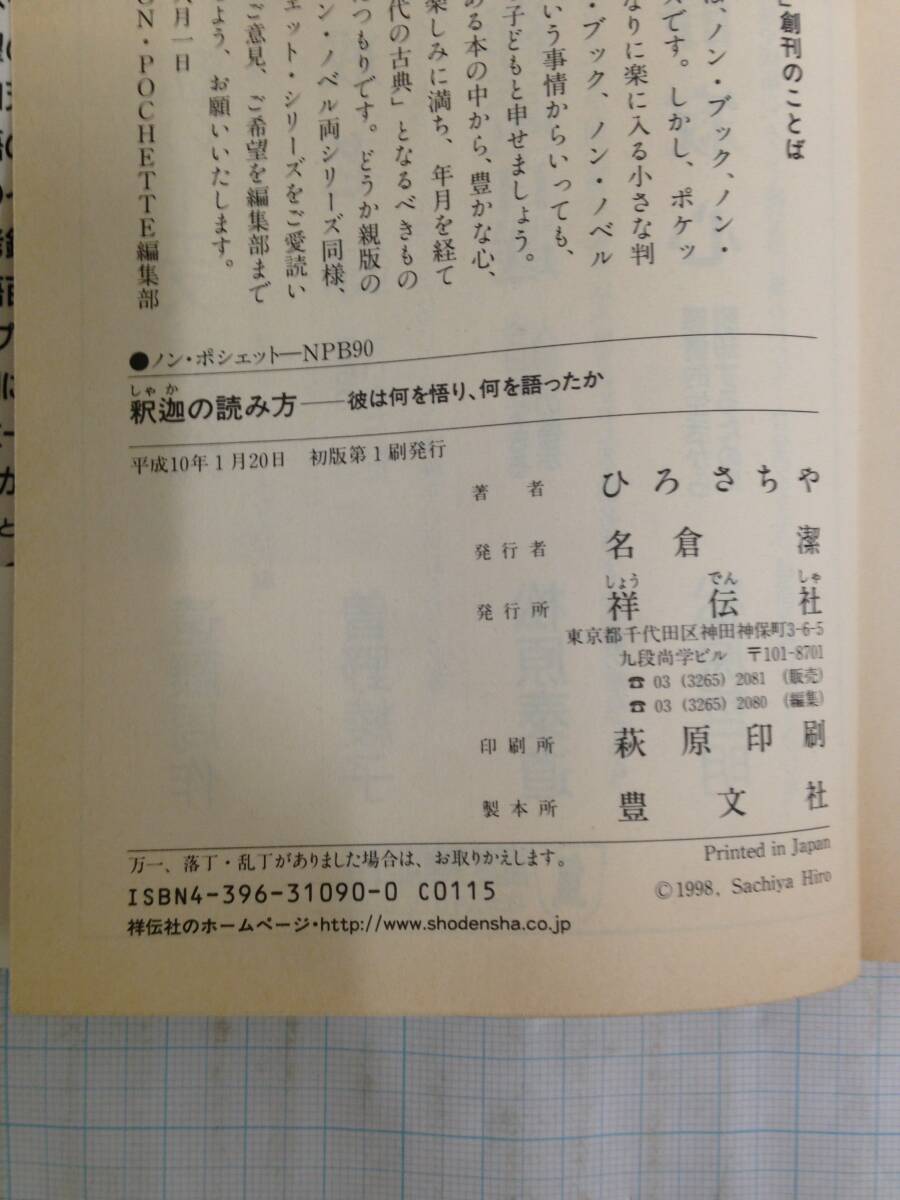 」創刊のことば
は、ノン・ブック、ノン・
スです。しかし、ポケッ
なりに楽に入る小さな判
・ブック、ノン・ノベル
いう事情からいっても、
子どもと申せましょう。
ある本の中から、豊かな心、
楽しみに満ち、年月を経て
代の古典」となるべきもの
つもりです。どうか親版の
ン・ノベル両シリーズ同様、
ェット・シリーズをご愛読い
ご意見、ご希望を編集部まで
よう、お願いいたします。
月一日
ON・POCHETTE編集部
●ノン・ポシェット—NPB90
しゃか
釈迦の読み方——彼は何を悟り、何を語ったか
平成10年1月20日 初版第1刷発行
著者 ひろさちや
発行者 名倉 潔
しょう でん しゃ
発行所 祥伝社
東京都千代田区神田神保町3-6-5
九段尚学ビル 〒101-8701
☎ 03 (3265) 2081 (販売)
☎ 03 (3265) 2080 (編集)
印刷所 萩原印刷
製本所 豊文社
万一、落丁・乱丁がありました場合は、お取りかえします。
Printed in Japan
ISBN4-396-31090-0 C0115
©1998, Sachiya Hiro
祥伝社のホームページ・http://www.shodensha.co.jp